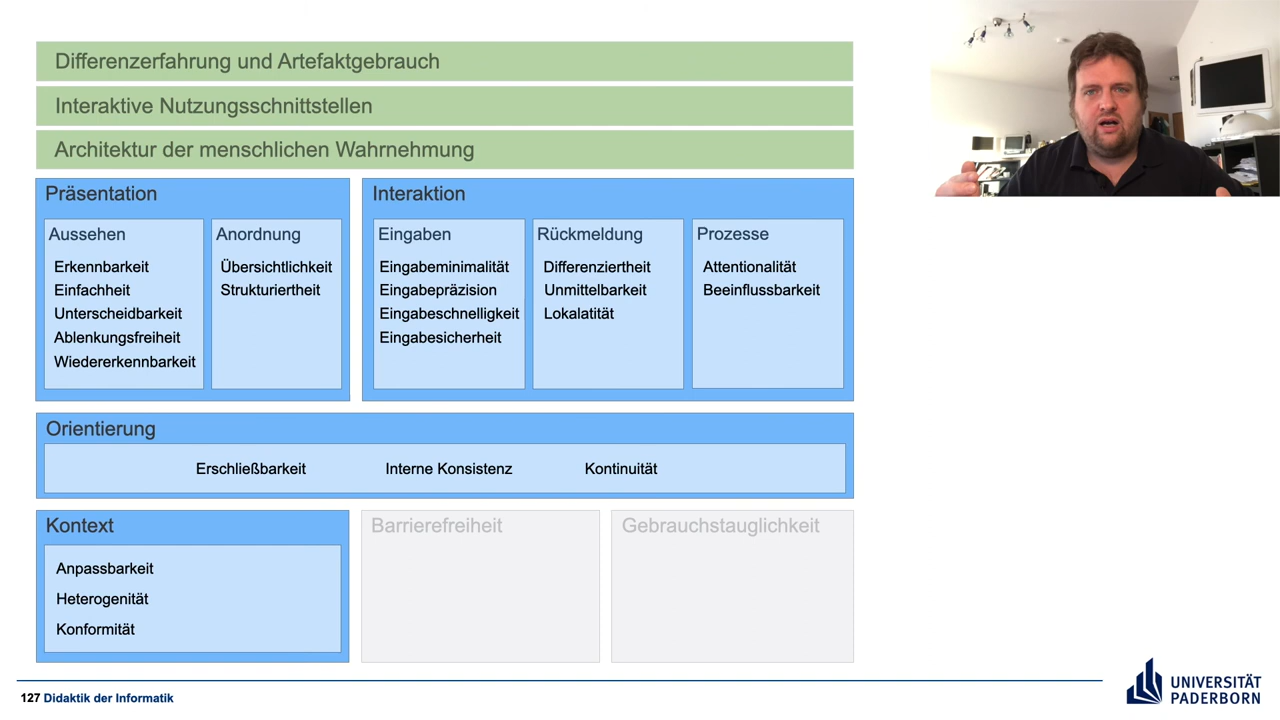 Differenzerfahrung und Artefaktgebrauch
Interaktive Nutzungsschnittstellen
Architektur der menschlichen Wahrnehmung
Präsentation
Aussehen
Erkennbarkeit
Einfachheit
Unterscheidbarkeit
Ablenkungsfreiheit
Wiedererkennbarkeit
Anordnung
Übersichtlichkeit
Strukturiertheit
Interaktion
Eingaben
Eingabeminimalität
Eingabepräzision
Eingabeschnelligkeit
Eingabesicherheit
Rückmeldung
Differenziertheit
Unmittelbarkeit
Lokalatität
Prozesse
Attentionalität
Beeinflussbarkeit
Orientierung
Erschließbarkeit Interne Konsistenz Kontinuität
Kontext
Anpassbarkeit
Heterogenität
Konformität
Barrierefreiheit
Gebrauchstauglichkeit
127 Didaktik der Informatik
UNIVERSITÄT
PADERBORN